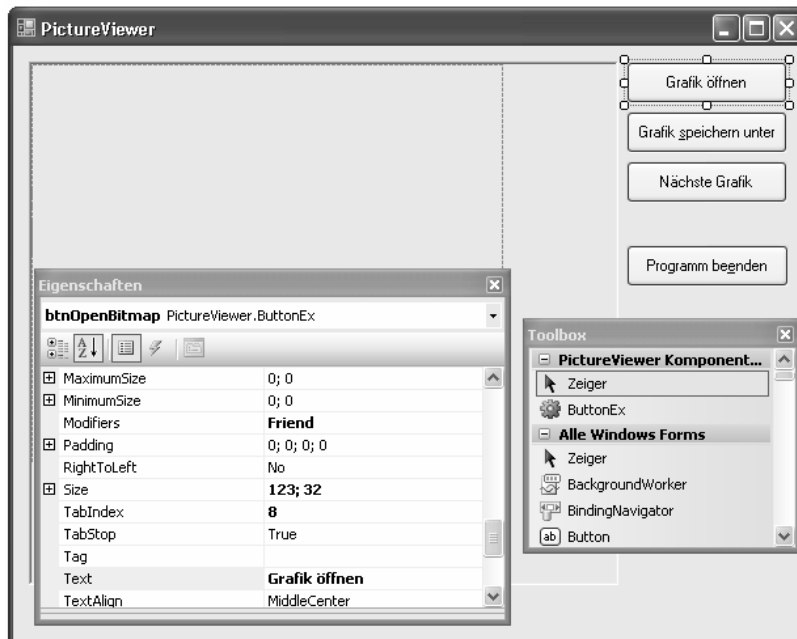 PictureViewer
Grafik öffnen
Grafik speichern unter
Nächste Grafik
Programm beenden
Eigenschaften
btnOpenBitmap PictureViewer.ButtonEx
MaximumSize 0; 0
MinimumSize 0; 0
Modifiers Friend
Padding 0; 0; 0; 0
RightToLeft No
Size 123; 32
TabIndex 8
TabStop True
Tag
Text Grafik öffnen
TextAlign MiddleCenter
Toolbox
PictureViewer Komponent...
Zeiger
ButtonEx
Alle Windows Forms
Zeiger
BackgroundWorker
BindingNavigator
ab Button